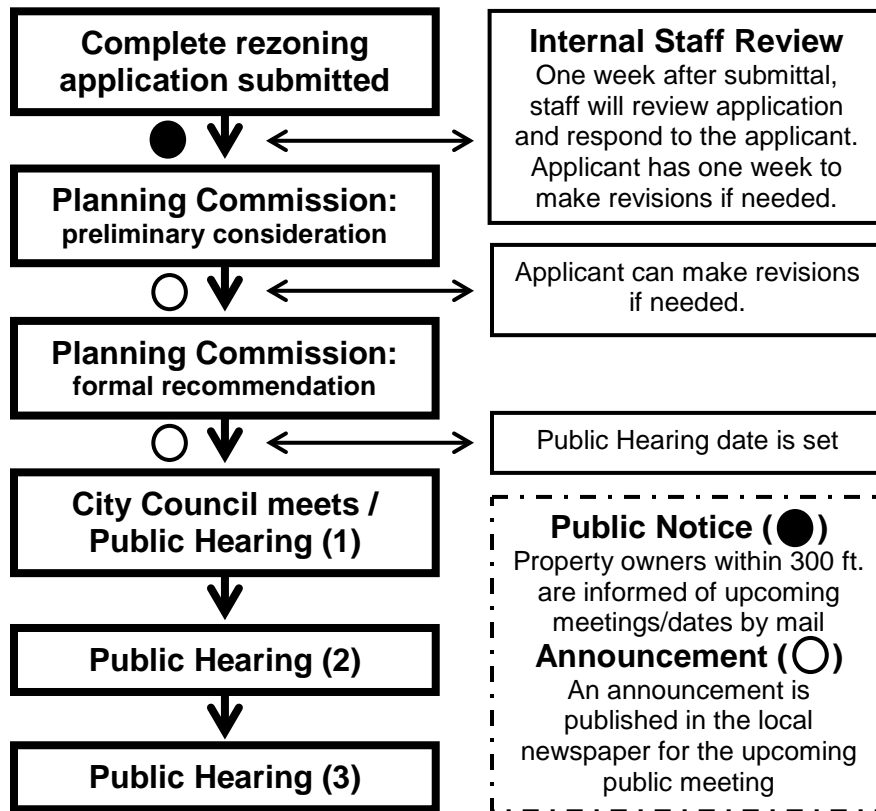 Complete rezoning
application submitted
Internal Staff Review
One week after submittal,
staff will review application
and respond to the applicant.
Applicant has one week to
make revisions if needed.
Planning Commission:
preliminary consideration
Applicant can make revisions
if needed.
Planning Commission:
formal recommendation
Public Hearing date is set
City Council meets /
Public Hearing (1)
Public Hearing (2)
Public Hearing (3)
Public Notice (●)
Property owners within 300 ft.
are informed of upcoming
meetings/dates by mail
Announcement (○)
An announcement is
published in the local
newspaper for the upcoming
public meeting